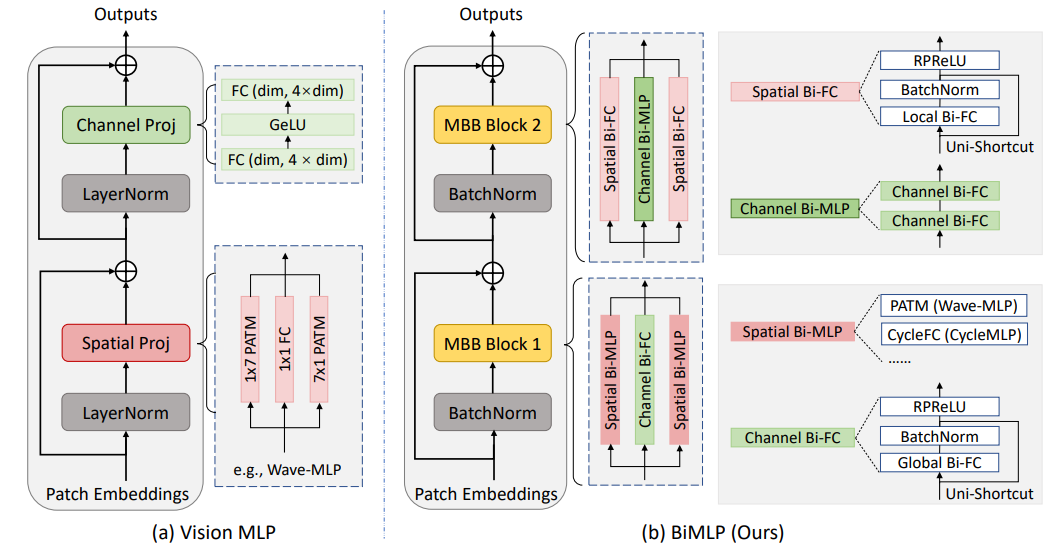 Outputs
Channel Proj
LayerNorm
Spatial Proj
LayerNorm
Patch Embeddings
FC (dim, 4×dim)
GeLU
FC (dim, 4 × dim)
1x7 PATM
1x1 FC
7x1 PATM
e.g., Wave-MLP
(a) Vision MLP
Outputs
MBB Block 2
BatchNorm
MBB Block 1
BatchNorm
Patch Embeddings
Spatial Bi-FC
Channel Bi-MLP
Spatial Bi-FC
Spatial Bi-MLP
Channel Bi-FC
Spatial Bi-MLP
Spatial Bi-FC
RPReLU
BatchNorm
Local Bi-FC
Uni-Shortcut
Channel Bi-MLP
Channel Bi-FC
Channel Bi-FC
Spatial Bi-MLP
PATM (Wave-MLP)
CycleFC (CycleMLP)
......
Channel Bi-FC
RPReLU
BatchNorm
Global Bi-FC
Uni-Shortcut
(b) BiMLP (Ours)